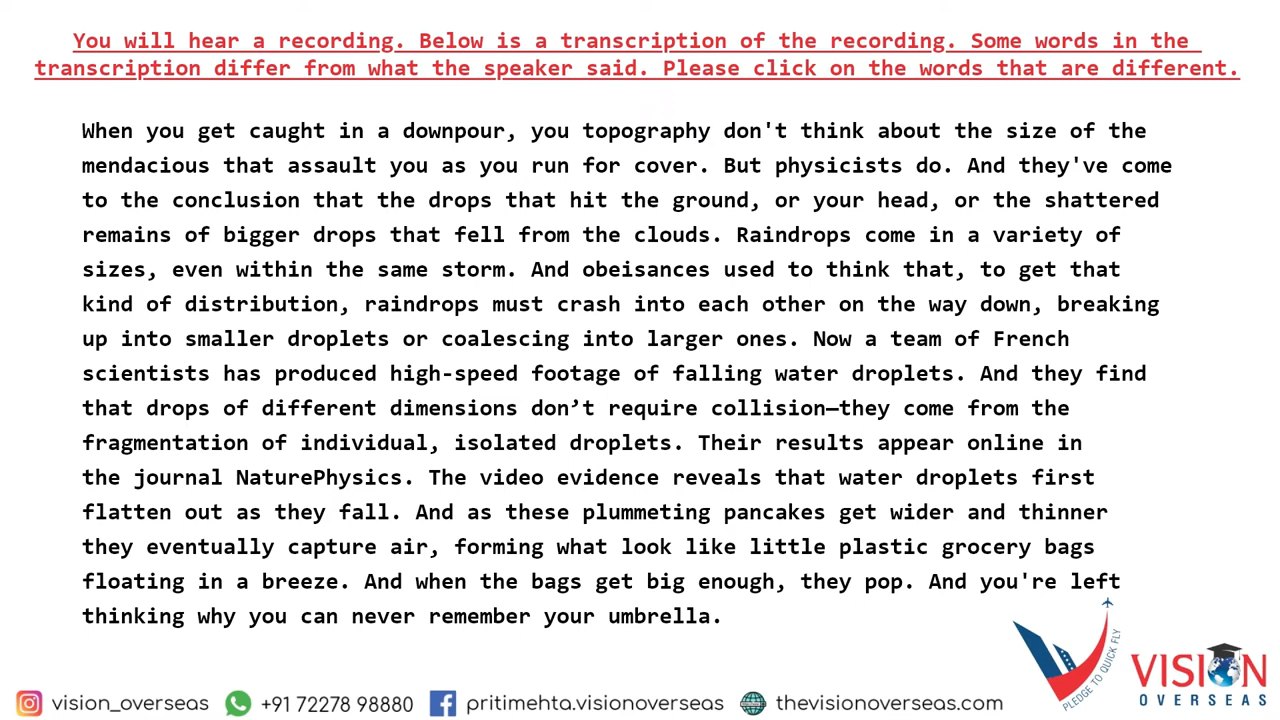 You will hear a recording. Below is a transcription of the recording. Some words in the
transcription differ from what the speaker said. Please click on the words that are different.
When you get caught in a downpour, you topography don't think about the size of the
mendacious that assault you as you run for cover. But physicists do. And they've come
to the conclusion that the drops that hit the ground, or your head, or the shattered
remains of bigger drops that fell from the clouds. Raindrops come in a variety of
sizes, even within the same storm. And obeisances used to think that, to get that
kind of distribution, raindrops must crash into each other on the way down, breaking
up into smaller droplets or coalescing into larger ones. Now a team of French
scientists has produced high-speed footage of falling water droplets. And they find
that drops of different dimensions don’t require collision—they come from the
fragmentation of individual, isolated droplets. Their results appear online in
the journal NaturePhysics. The video evidence reveals that water droplets first
flatten out as they fall. And as these plummeting pancakes get wider and thinner
they eventually capture air, forming what look like little plastic grocery bags
floating in a breeze. And when the bags get big enough, they pop. And you're left
thinking why you can never remember your umbrella.
PLEDGE TO QUICK FLY
VISION
OVERSEAS
vision_overseas +91 72278 98880 pritimehta.visionoverseas thevisionoverseas.com